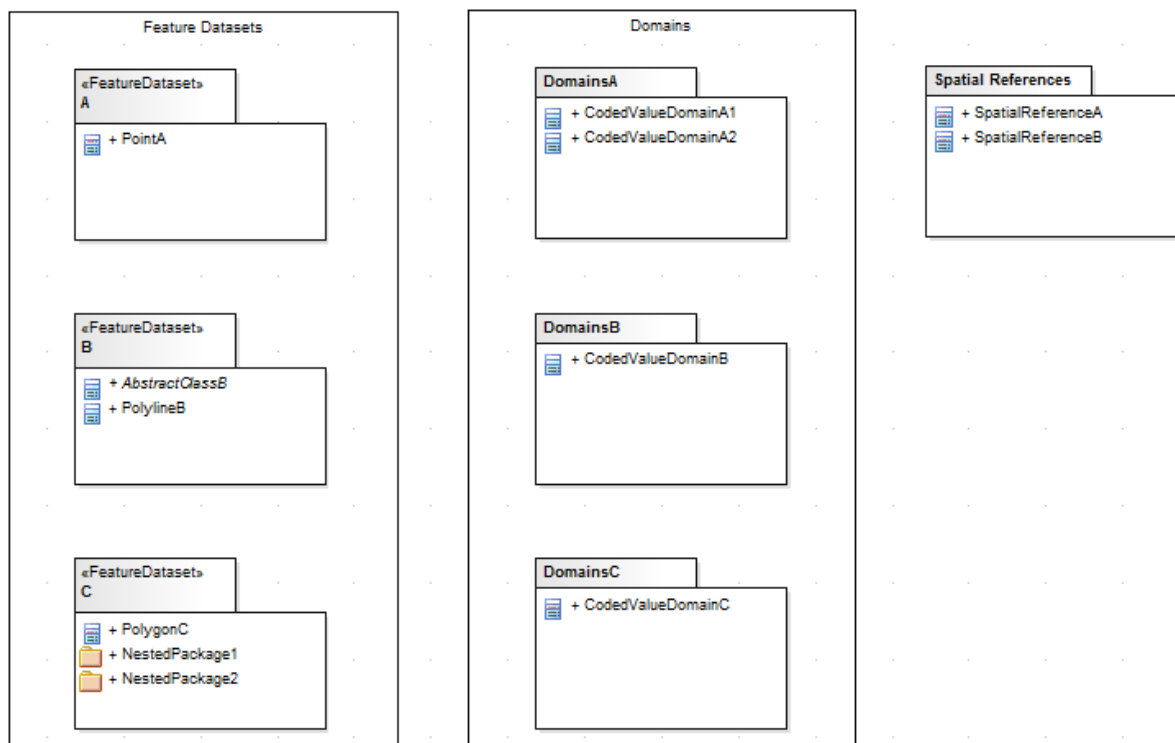 Feature Datasets
«FeatureDataset»
A
+ PointA
«FeatureDataset»
B
+ AbstractClassB
+ PolylineB
«FeatureDataset»
C
+ PolygonC
+ NestedPackage1
+ NestedPackage2
Domains
DomainsA
+ CodedValueDomainA1
+ CodedValueDomainA2
DomainsB
+ CodedValueDomainB
DomainsC
+ CodedValueDomainC
Spatial References
+ SpatialReferenceA
+ SpatialReferenceB